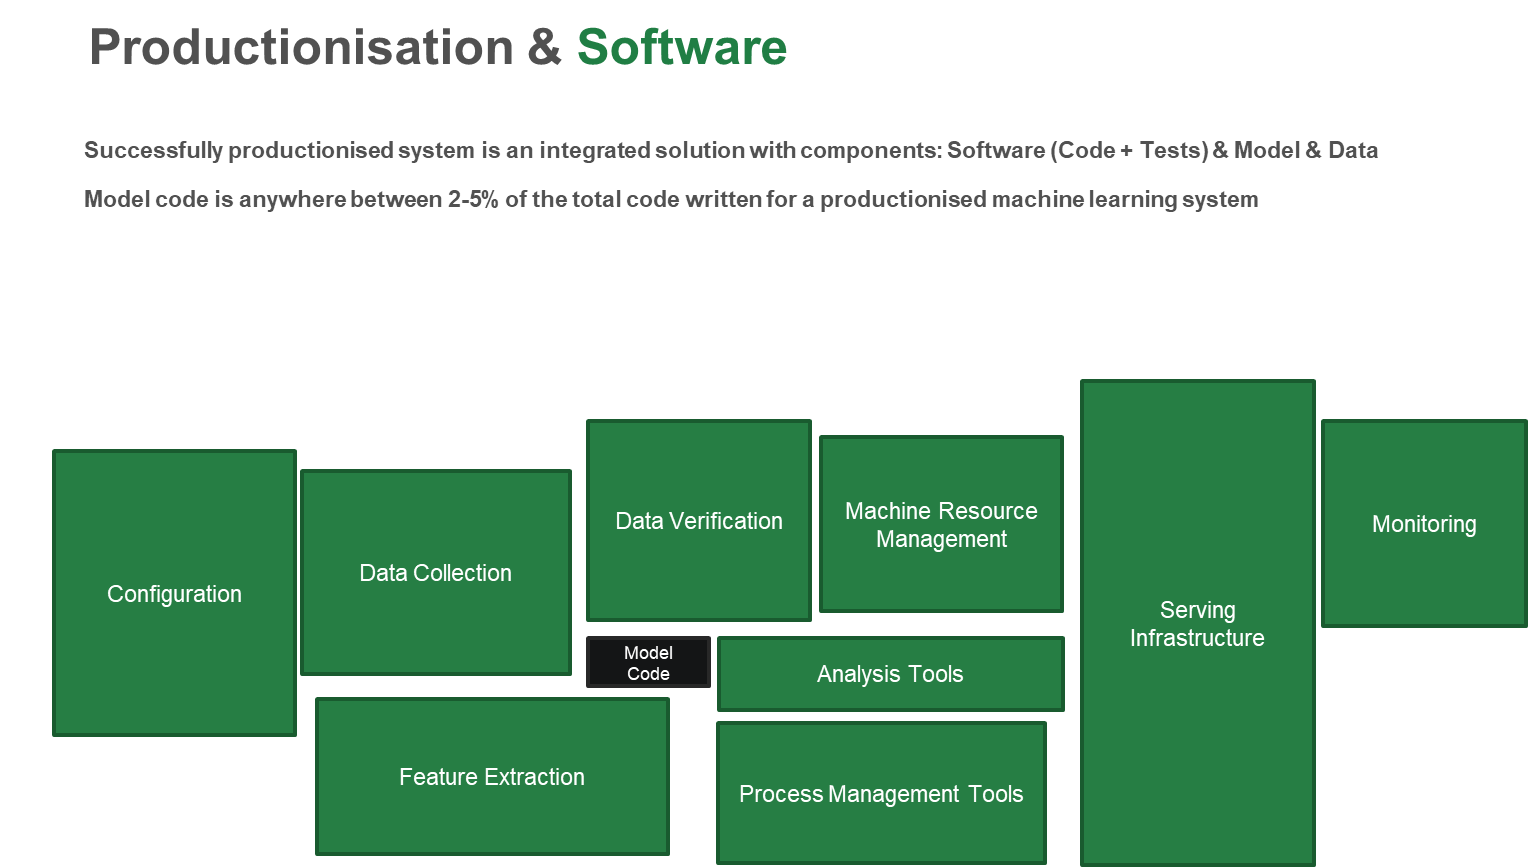 Productionisation & Software
Successfully productionised system is an integrated solution with components: Software (Code + Tests) & Model & Data
Model code is anywhere between 2-5% of the total code written for a productionised machine learning system
Configuration
Data Collection
Data Verification
Machine Resource
Management
Serving
Infrastructure
Monitoring
Model
Code
Analysis Tools
Feature Extraction
Process Management Tools